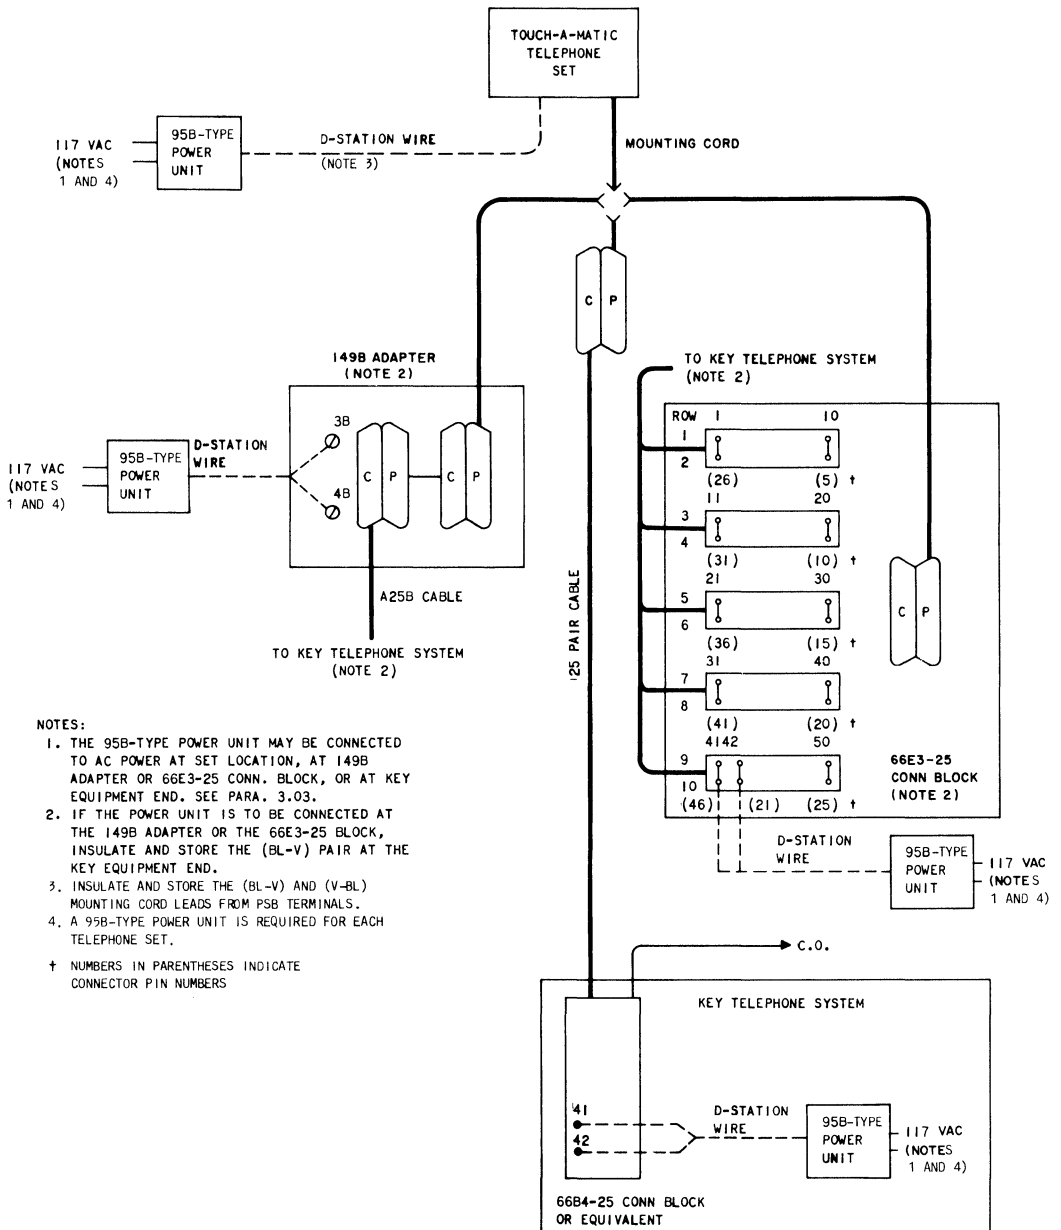 TOUCH-A-MATIC
TELEPHONE
SET
117 VAC
(NOTES
1 AND 4)
95B-TYPE
POWER
UNIT
D-STATION WIRE
(NOTE 3)
MOUNTING CORD
C P
149B ADAPTER
(NOTE 2)
3B
4B
C P
C P
117 VAC
(NOTES
1 AND 4)
95B-TYPE
POWER
UNIT
D-STATION
WIRE
A25B CABLE
TO KEY TELEPHONE SYSTEM
(NOTE 2)
25 PAIR CABLE
TO KEY TELEPHONE SYSTEM
(NOTE 2)
ROW 1 10
1
2
(26) (5) †
11 20
3
4
(31) (10) †
21 30
5
6
(36) (15) †
31 40
7
8
(41) (20) †
4142 50
9
10
(46) (21) (25) †
C P
66E3-25
CONN BLOCK
(NOTE 2)
D-STATION
WIRE
95B-TYPE
POWER
UNIT
117 VAC
(NOTES
1 AND 4)
NOTES:
1. THE 95B-TYPE POWER UNIT MAY BE CONNECTED
TO AC POWER AT SET LOCATION, AT 149B
ADAPTER OR 66E3-25 CONN. BLOCK, OR AT KEY
EQUIPMENT END. SEE PARA. 3.03.
2. IF THE POWER UNIT IS TO BE CONNECTED AT
THE 149B ADAPTER OR THE 66E3-25 BLOCK,
INSULATE AND STORE THE (BL-V) PAIR AT THE
KEY EQUIPMENT END.
3. INSULATE AND STORE THE (BL-V) AND (V-BL)
MOUNTING CORD LEADS FROM PSB TERMINALS.
4. A 95B-TYPE POWER UNIT IS REQUIRED FOR EACH
TELEPHONE SET.
† NUMBERS IN PARENTHESES INDICATE
CONNECTOR PIN NUMBERS
C.O.
KEY TELEPHONE SYSTEM
41
42
D-STATION
WIRE
95B-TYPE
POWER
UNIT
117 VAC
(NOTES
1 AND 4)
66B4-25 CONN BLOCK
OR EQUIVALENT